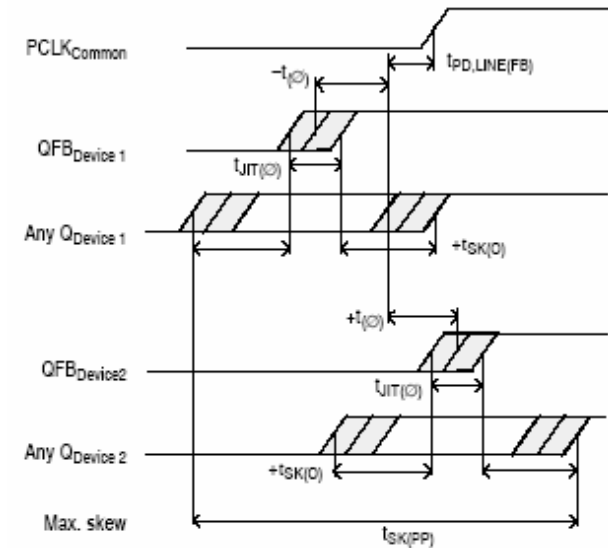 PCLKCommon
tPD,LINE(FB)
–t(∅)
QFBDevice 1
tJIT(∅)
Any QDevice 1
+tSK(O)
+t(∅)
QFBDevice2
tJIT(∅)
Any QDevice 2
+tSK(O)
Max. skew
tSK(PP)